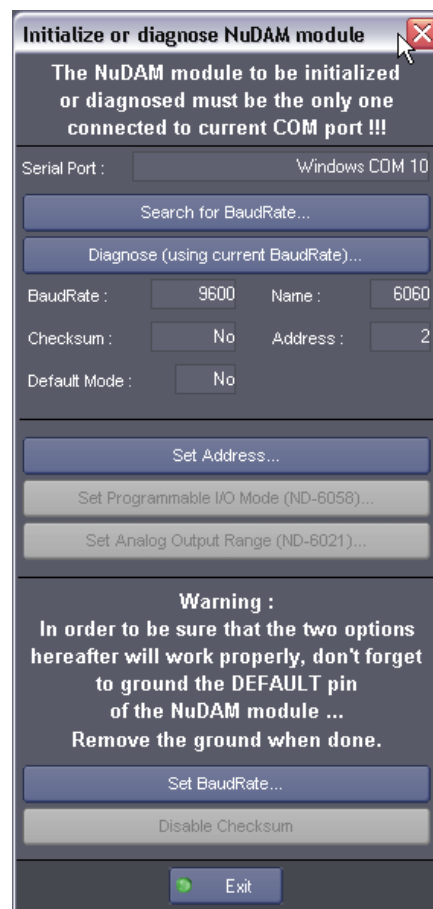 Initialize or diagnose NuDAM module
The NuDAM module to be initialized
or diagnosed must be the only one
connected to current COM port !!!
Serial Port : Windows COM 10
Search for BaudRate...
Diagnose (using current BaudRate)...
BaudRate : 9600 Name : 6060
Checksum : No Address : 2
Default Mode : No
Set Address...
Set Programmable I/O Mode (ND-6058)...
Set Analog Output Range (ND-6021)...
Warning :
In order to be sure that the two options
hereafter will work properly, don't forget
to ground the DEFAULT pin
of the NuDAM module ...
Remove the ground when done.
Set BaudRate...
Disable Checksum
Exit